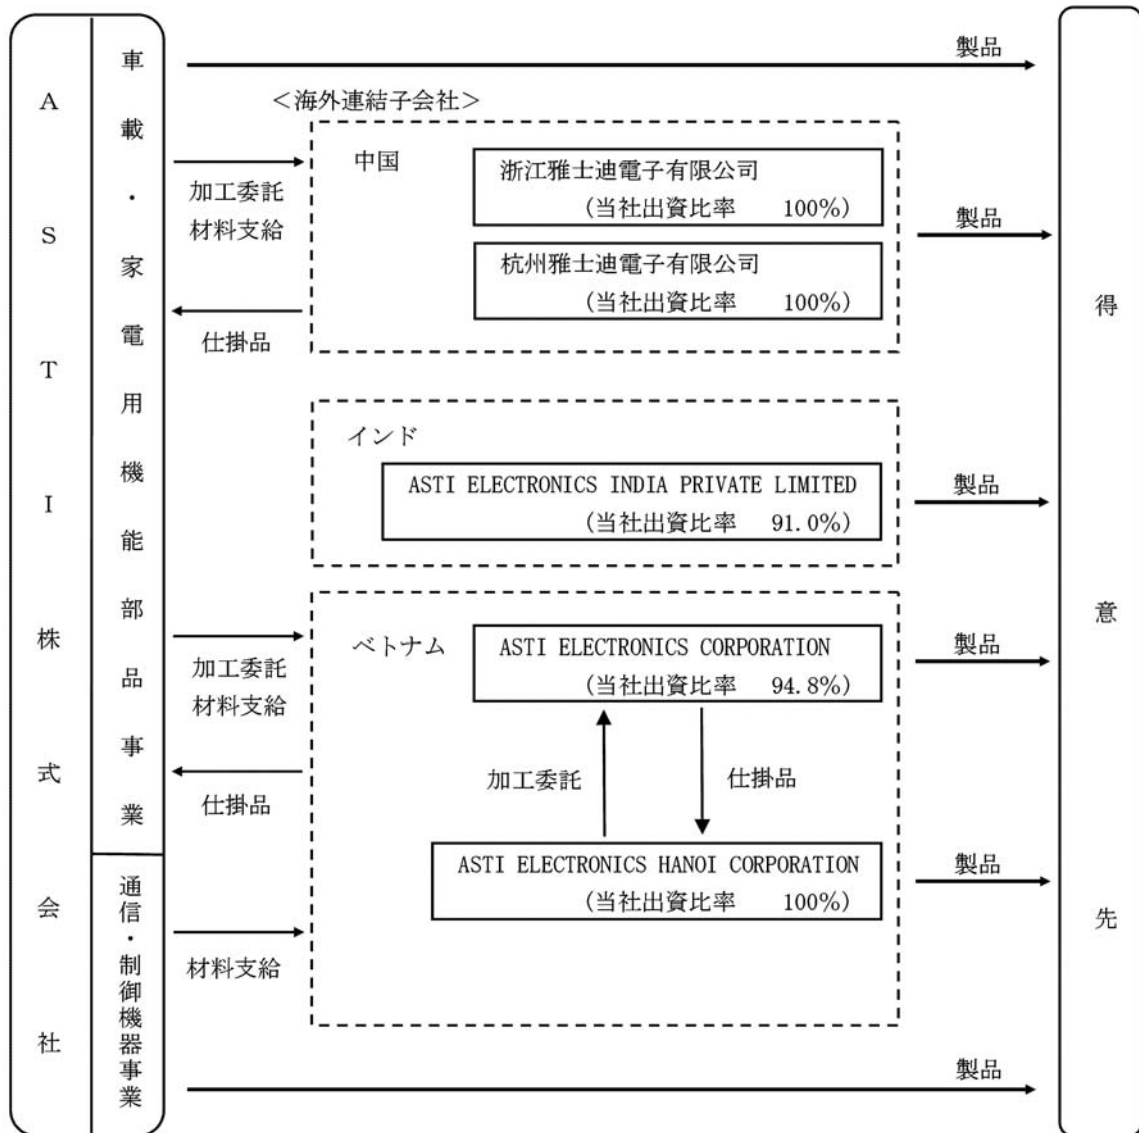 ASTI株式会社
車載・家電用機能部品事業
通信・制御機器事業
製品
<海外連結子会社>
加工委託
材料支給
仕掛品
中国
浙江雅士迪電子有限公司
(当社出資比率 100%)
杭州雅士迪電子有限公司
(当社出資比率 100%)
製品
インド
ASTI ELECTRONICS INDIA PRIVATE LIMITED
(当社出資比率 91.0%)
製品
加工委託
材料支給
仕掛品
ベトナム
ASTI ELECTRONICS CORPORATION
(当社出資比率 94.8%)
製品
加工委託
仕掛品
ASTI ELECTRONICS HANOI CORPORATION
(当社出資比率 100%)
製品
材料支給
製品
得意先